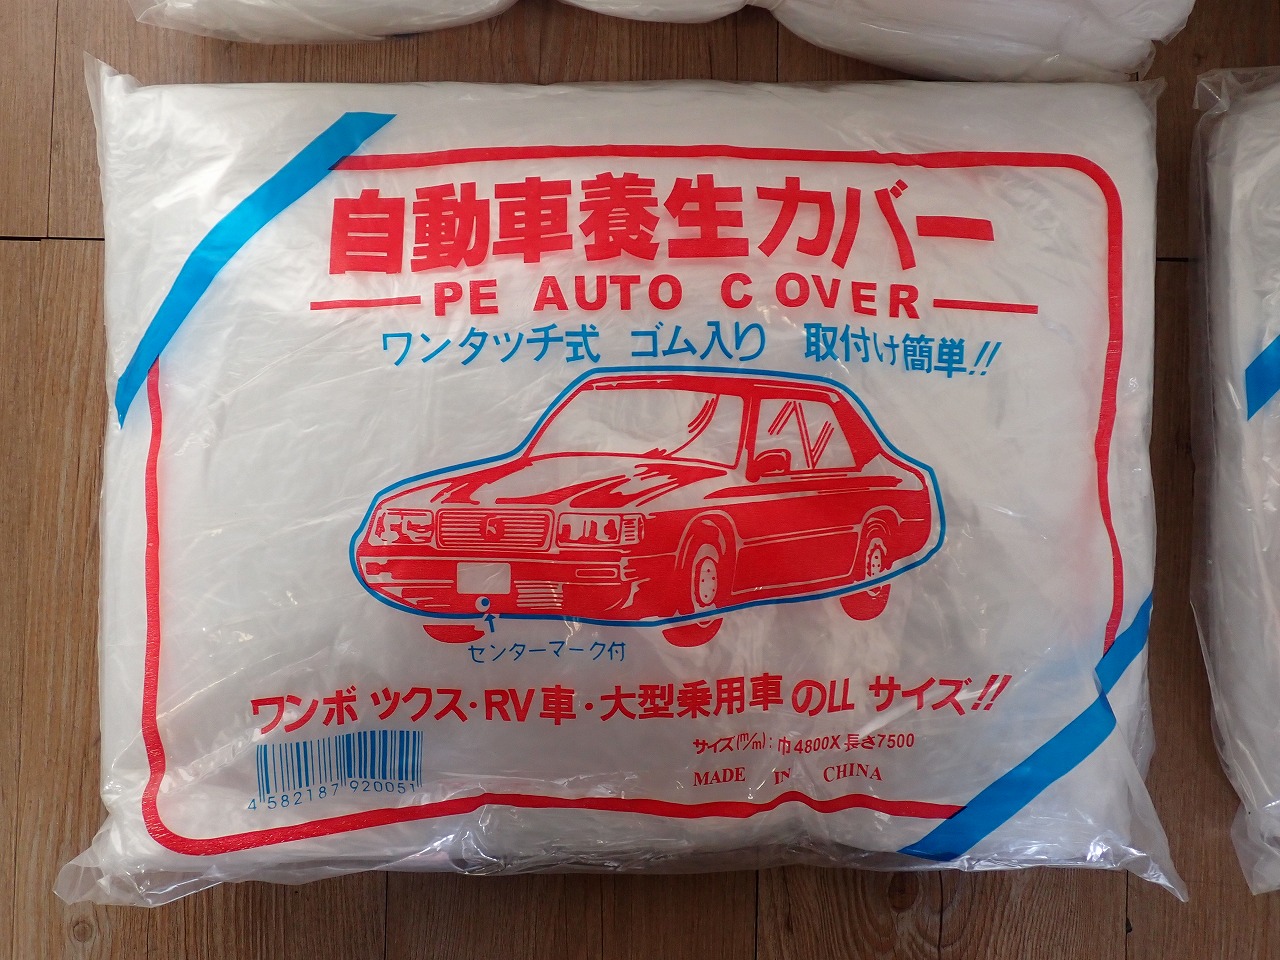 自動車養生カバー
PE AUTO COVER
ワンタッチ式 ゴム入り 取付け簡単!!
センターマーク付
ワンボックス・RV車・大型乗用車のLLサイズ!!
サイズ(m/m):巾4800X長さ7500
MADE IN CHINA
4 582187 920051